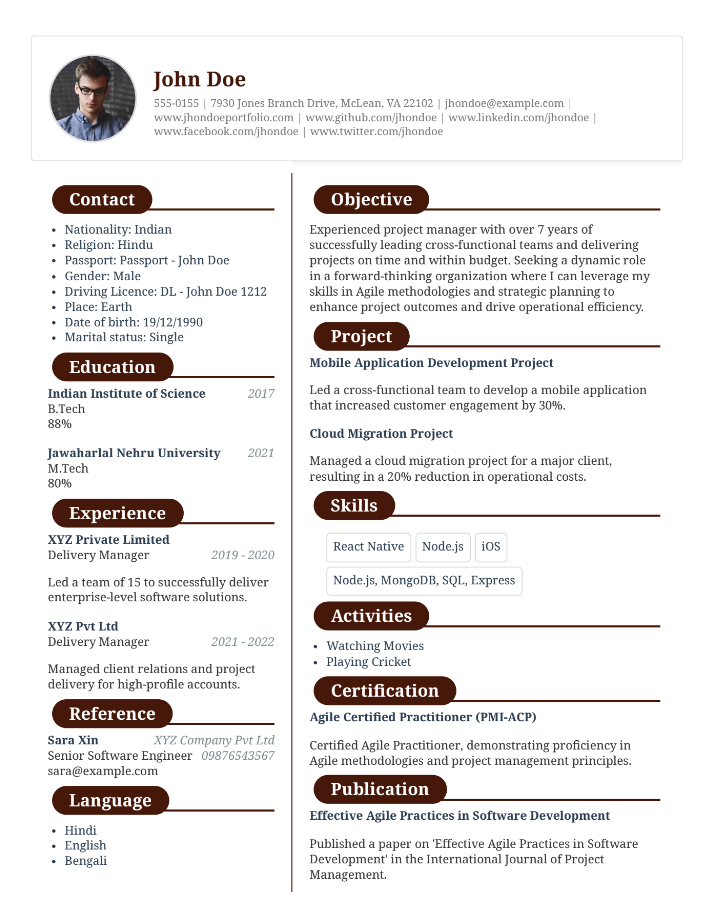 John Doe
555-0155 | 7930 Jones Branch Drive, McLean, VA 22102 | jhondoe@example.com |
www.jhondoeportfolio.com | www.github.com/jhondoe | www.linkedin.com/jhondoe |
www.facebook.com/jhondoe | www.twitter.com/jhondoe
Contact
• Nationality: Indian
• Religion: Hindu
• Passport: Passport - John Doe
• Gender: Male
• Driving Licence: DL - John Doe 1212
• Place: Earth
• Date of birth: 19/12/1990
• Marital status: Single
Education
Indian Institute of Science 2017
B.Tech
88%
Jawaharlal Nehru University 2021
M.Tech
80%
Experience
XYZ Private Limited
Delivery Manager 2019 - 2020
Led a team of 15 to successfully deliver
enterprise-level software solutions.
XYZ Pvt Ltd
Delivery Manager 2021 - 2022
Managed client relations and project
delivery for high-profile accounts.
Reference
Sara Xin XYZ Company Pvt Ltd
Senior Software Engineer 09876543567
sara@example.com
Language
• Hindi
• English
• Bengali
Objective
Experienced project manager with over 7 years of
successfully leading cross-functional teams and delivering
projects on time and within budget. Seeking a dynamic role
in a forward-thinking organization where I can leverage my
skills in Agile methodologies and strategic planning to
enhance project outcomes and drive operational efficiency.
Project
Mobile Application Development Project
Led a cross-functional team to develop a mobile application
that increased customer engagement by 30%.
Cloud Migration Project
Managed a cloud migration project for a major client,
resulting in a 20% reduction in operational costs.
Skills
React Native Node.js iOS
Node.js, MongoDB, SQL, Express
Activities
• Watching Movies
• Playing Cricket
Certification
Agile Certified Practitioner (PMI-ACP)
Certified Agile Practitioner, demonstrating proficiency in
Agile methodologies and project management principles.
Publication
Effective Agile Practices in Software Development
Published a paper on 'Effective Agile Practices in Software
Development' in the International Journal of Project
Management.